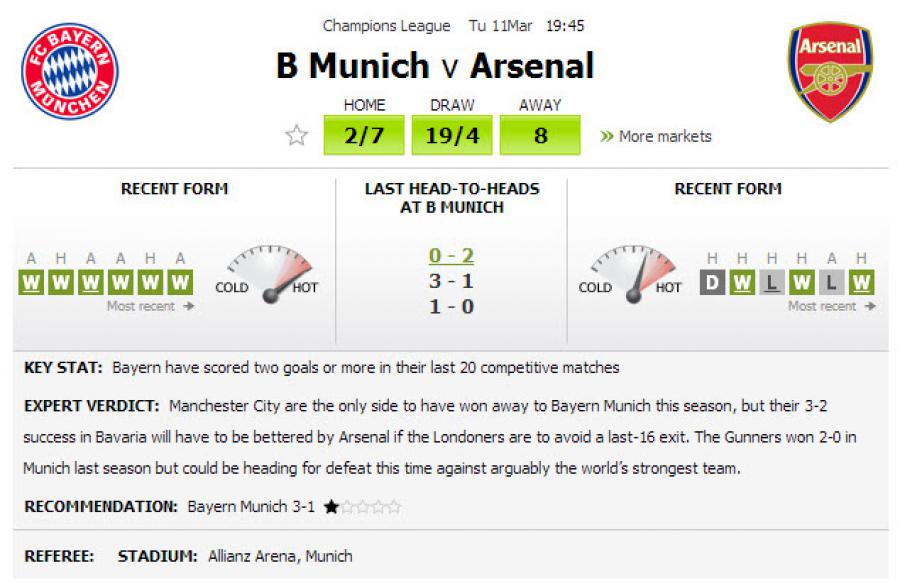 Champions League Tu 11Mar 19:45
FC BAYERN
MÜNCHEN
B Munich v Arsenal
Arsenal
HOME DRAW AWAY
2/7 19/4 8 » More markets
RECENT FORM
A H A A H A
W W W W W W
COLD HOT
Most recent →
LAST HEAD-TO-HEADS
AT B MUNICH
0 - 2
3 - 1
1 - 0
RECENT FORM
COLD HOT
H H H H A H
D W L W L W
Most recent →
KEY STAT: Bayern have scored two goals or more in their last 20 competitive matches
EXPERT VERDICT: Manchester City are the only side to have won away to Bayern Munich this season, but their 3-2
success in Bavaria will have to be bettered by Arsenal if the Londoners are to avoid a last-16 exit. The Gunners won 2-0 in
Munich last season but could be heading for defeat this time against arguably the world's strongest team.
RECOMMENDATION: Bayern Munich 3-1
REFEREE: STADIUM: Allianz Arena, Munich